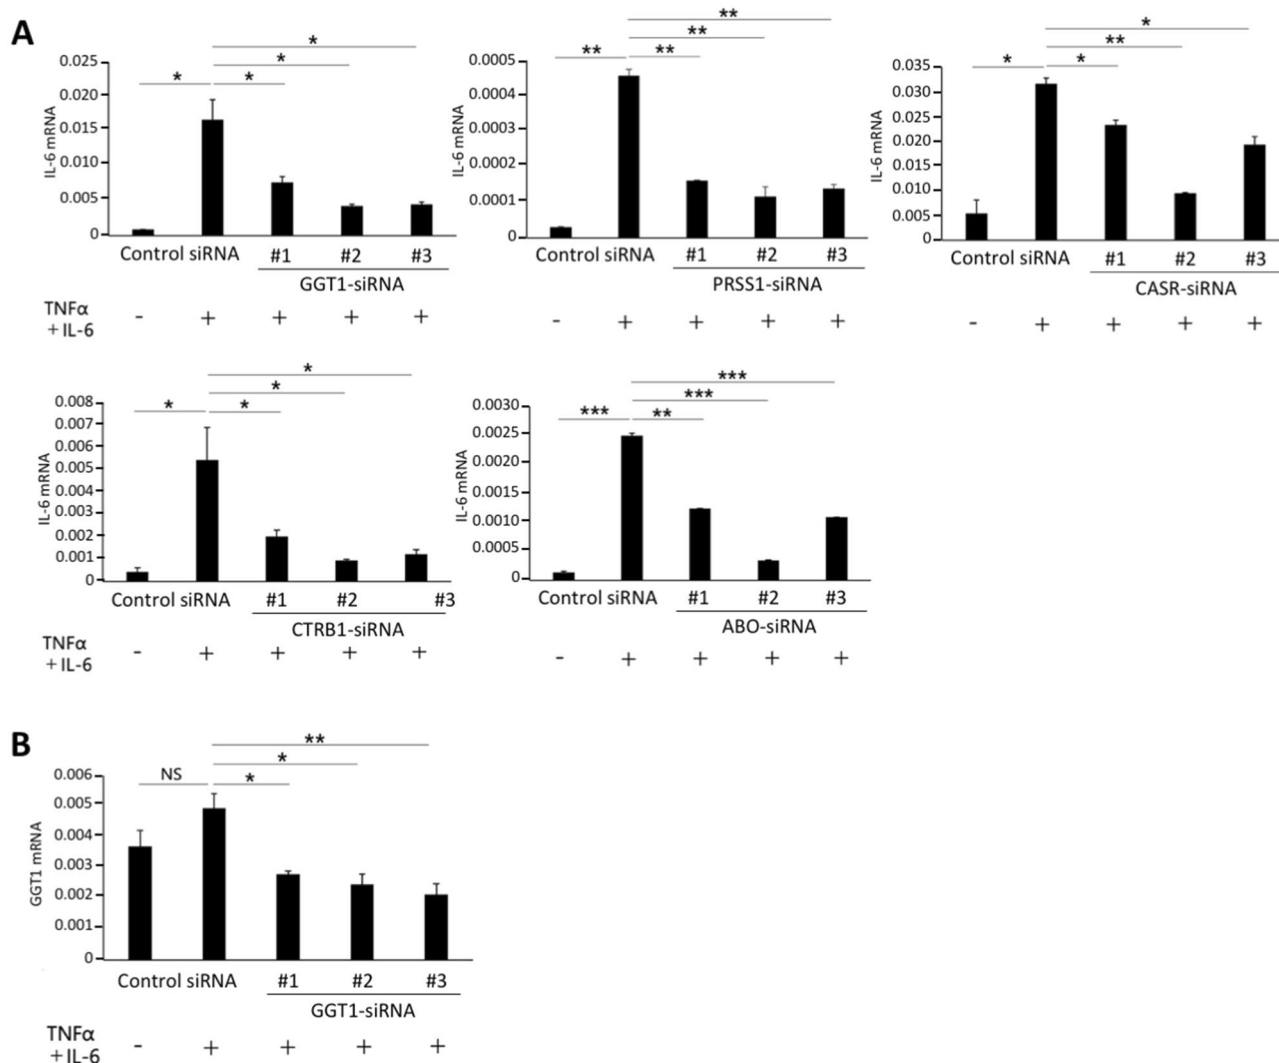 A
* * * *
IL-6 mRNA
0.025
0.020
0.015
0.010
0.005
0
Control siRNA #1 #2 #3
GGT1-siRNA
TNFα
+IL-6
- + + + +
** ** ** **
IL-6 mRNA
0.0005
0.0004
0.0003
0.0002
0.0001
0
Control siRNA #1 #2 #3
PRSS1-siRNA
- + + + +
* ** * *
IL-6 mRNA
0.035
0.030
0.025
0.020
0.015
0.010
0.005
0
Control siRNA #1 #2 #3
CASR-siRNA
- + + + +
* * * *
IL-6 mRNA
0.008
0.007
0.006
0.005
0.004
0.003
0.002
0.001
0
Control siRNA #1 #2 #3
CTRB1-siRNA
TNFα
+IL-6
- + + + +
*** *** *** **
IL-6 mRNA
0.0030
0.0025
0.0020
0.0015
0.0010
0.0005
0
Control siRNA #1 #2 #3
ABO-siRNA
- + + + +
B
**
*
NS *
GGT1 mRNA
0.006
0.005
0.004
0.003
0.002
0.001
0
Control siRNA #1 #2 #3
GGT1-siRNA
TNFα
+IL-6
- + + + +